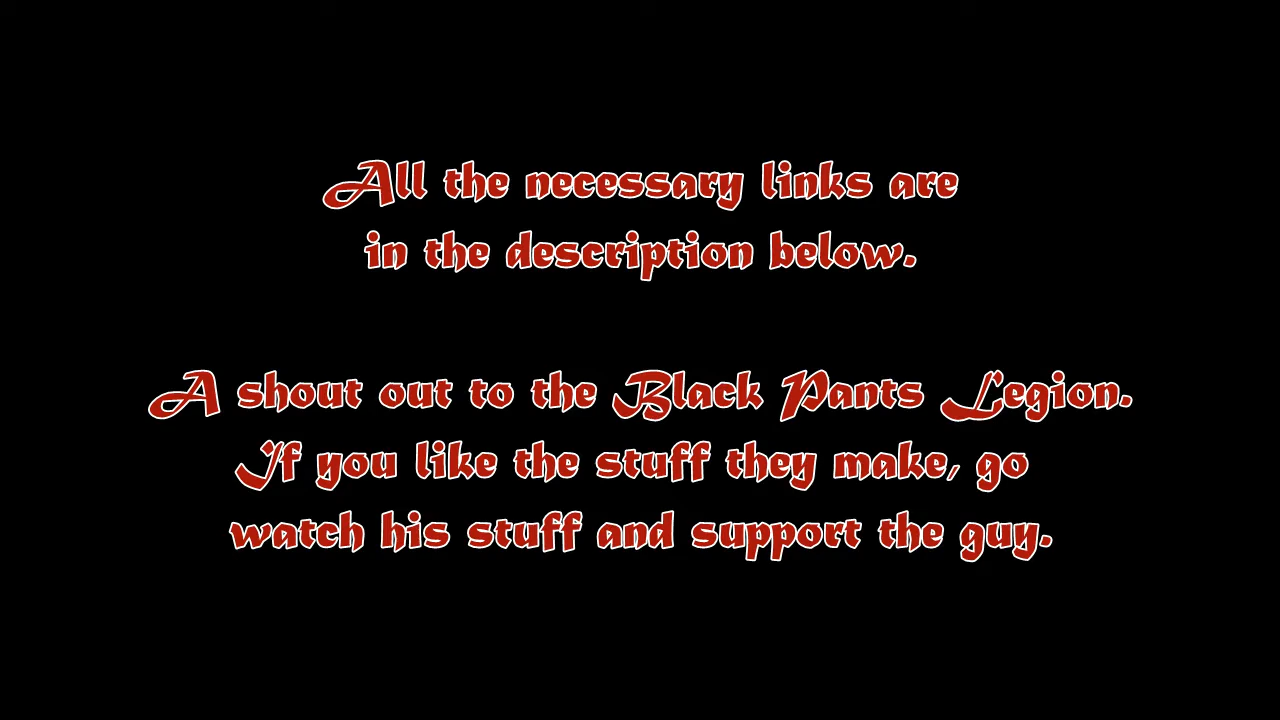 All the necessary links are
in the description below.
A shout out to the Black Pants Legion.
If you like the stuff they make, go
watch his stuff and support the guy.